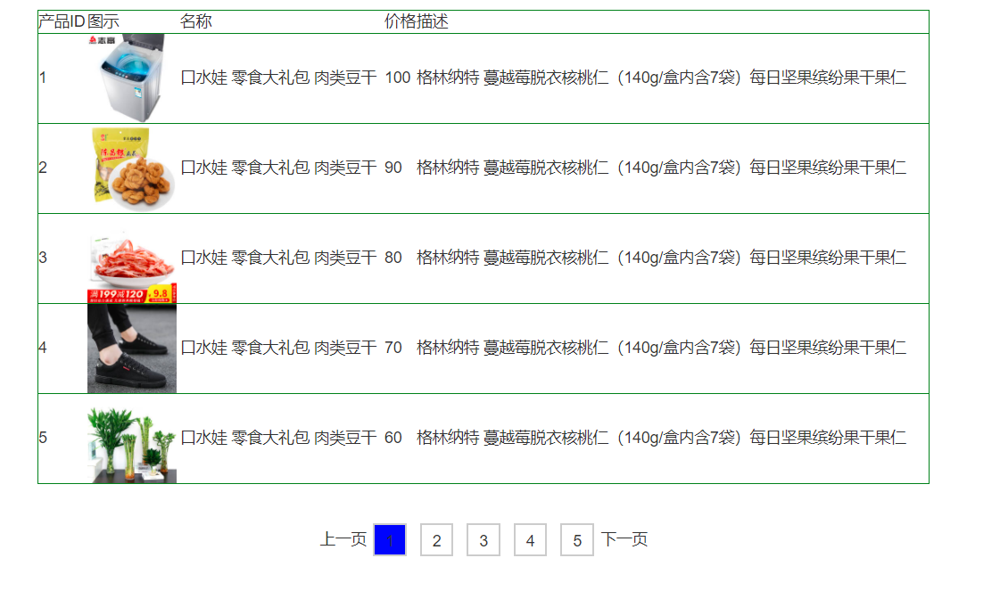 产品ID 图示 名称 价格 描述
志高
1 口水娃 零食大礼包 肉类豆干 100 格林纳特 蔓越莓脱衣核桃仁（140g/盒内含7袋）每日坚果缤纷果干果仁
2 口水娃 零食大礼包 肉类豆干 90 格林纳特 蔓越莓脱衣核桃仁（140g/盒内含7袋）每日坚果缤纷果干果仁
3 口水娃 零食大礼包 肉类豆干 80 格林纳特 蔓越莓脱衣核桃仁（140g/盒内含7袋）每日坚果缤纷果干果仁
满199减120 9.8
4 口水娃 零食大礼包 肉类豆干 70 格林纳特 蔓越莓脱衣核桃仁（140g/盒内含7袋）每日坚果缤纷果干果仁
5 口水娃 零食大礼包 肉类豆干 60 格林纳特 蔓越莓脱衣核桃仁（140g/盒内含7袋）每日坚果缤纷果干果仁
上一页 1 2 3 4 5 下一页